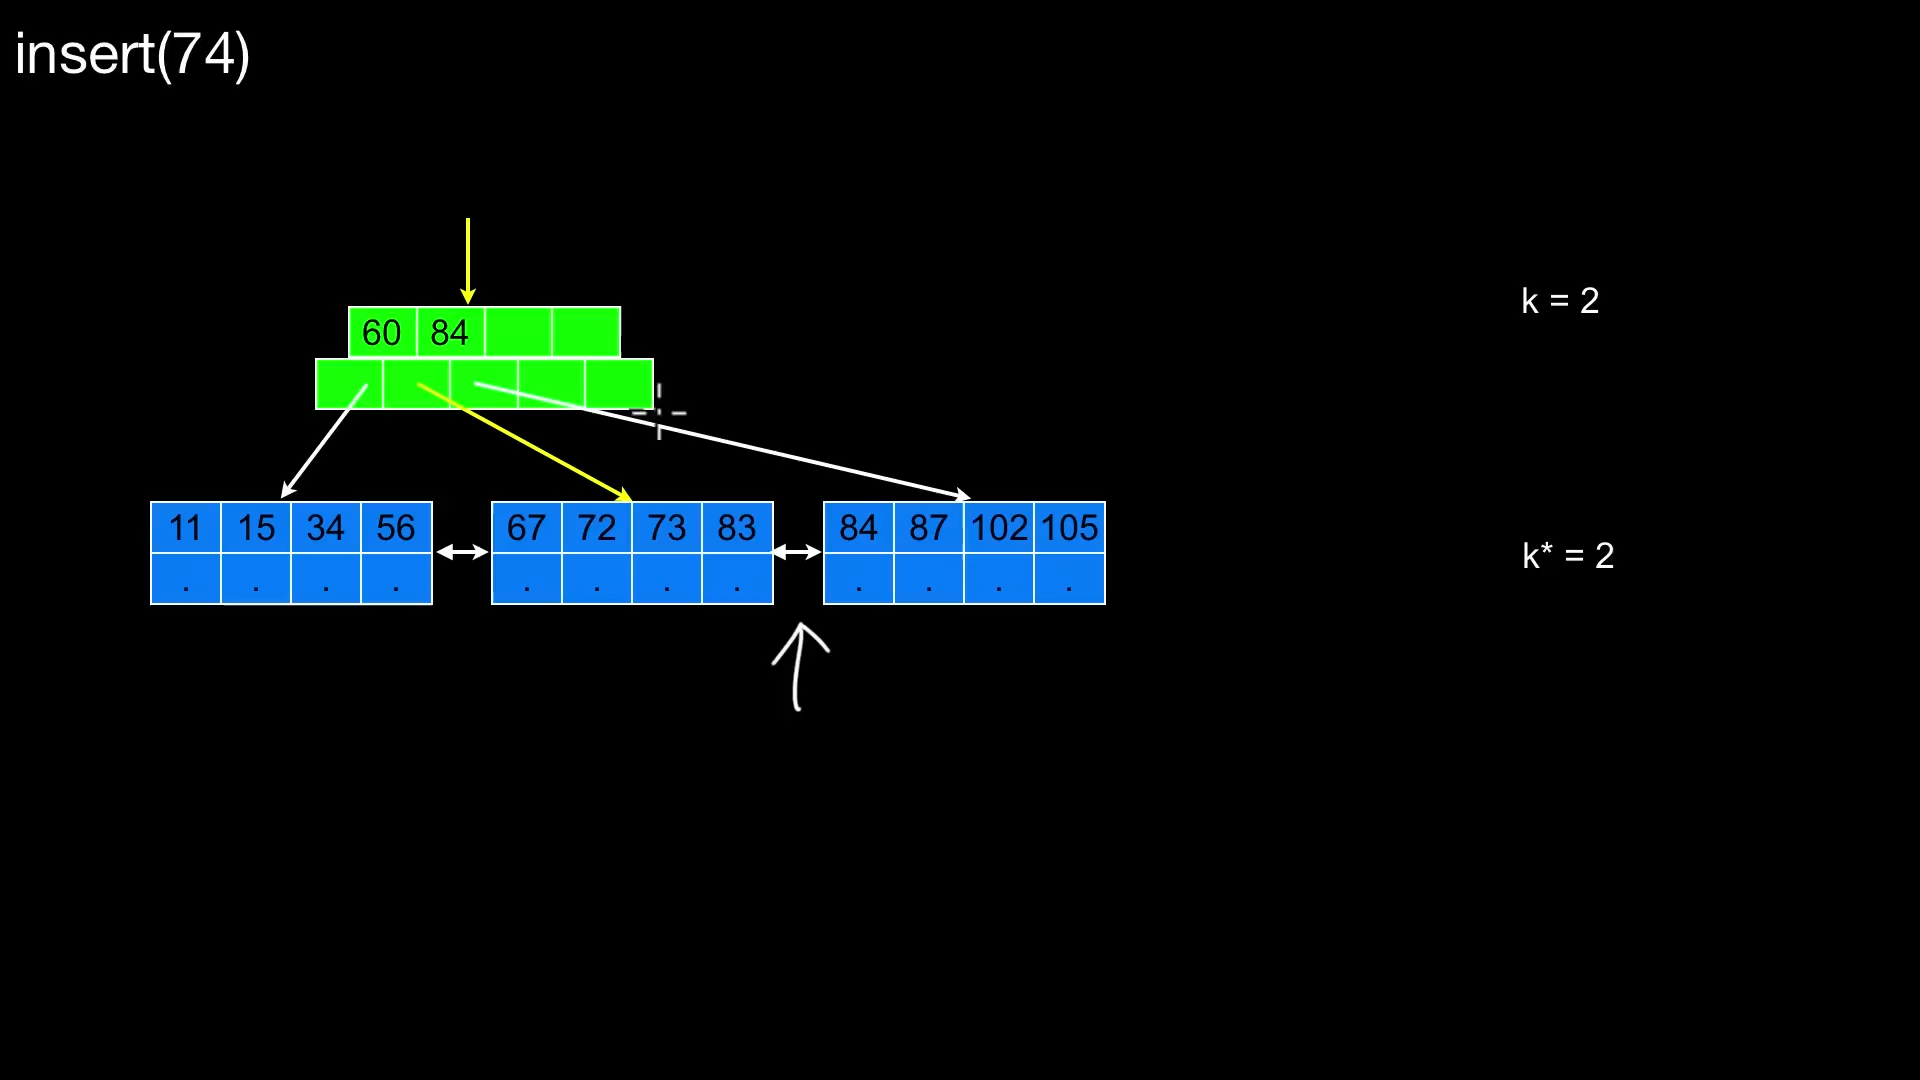 insert(74)
k = 2
60 84
11 15 34 56 67 72 73 83 84 87 102 105
. . . . . . . . . . . .
k* = 2